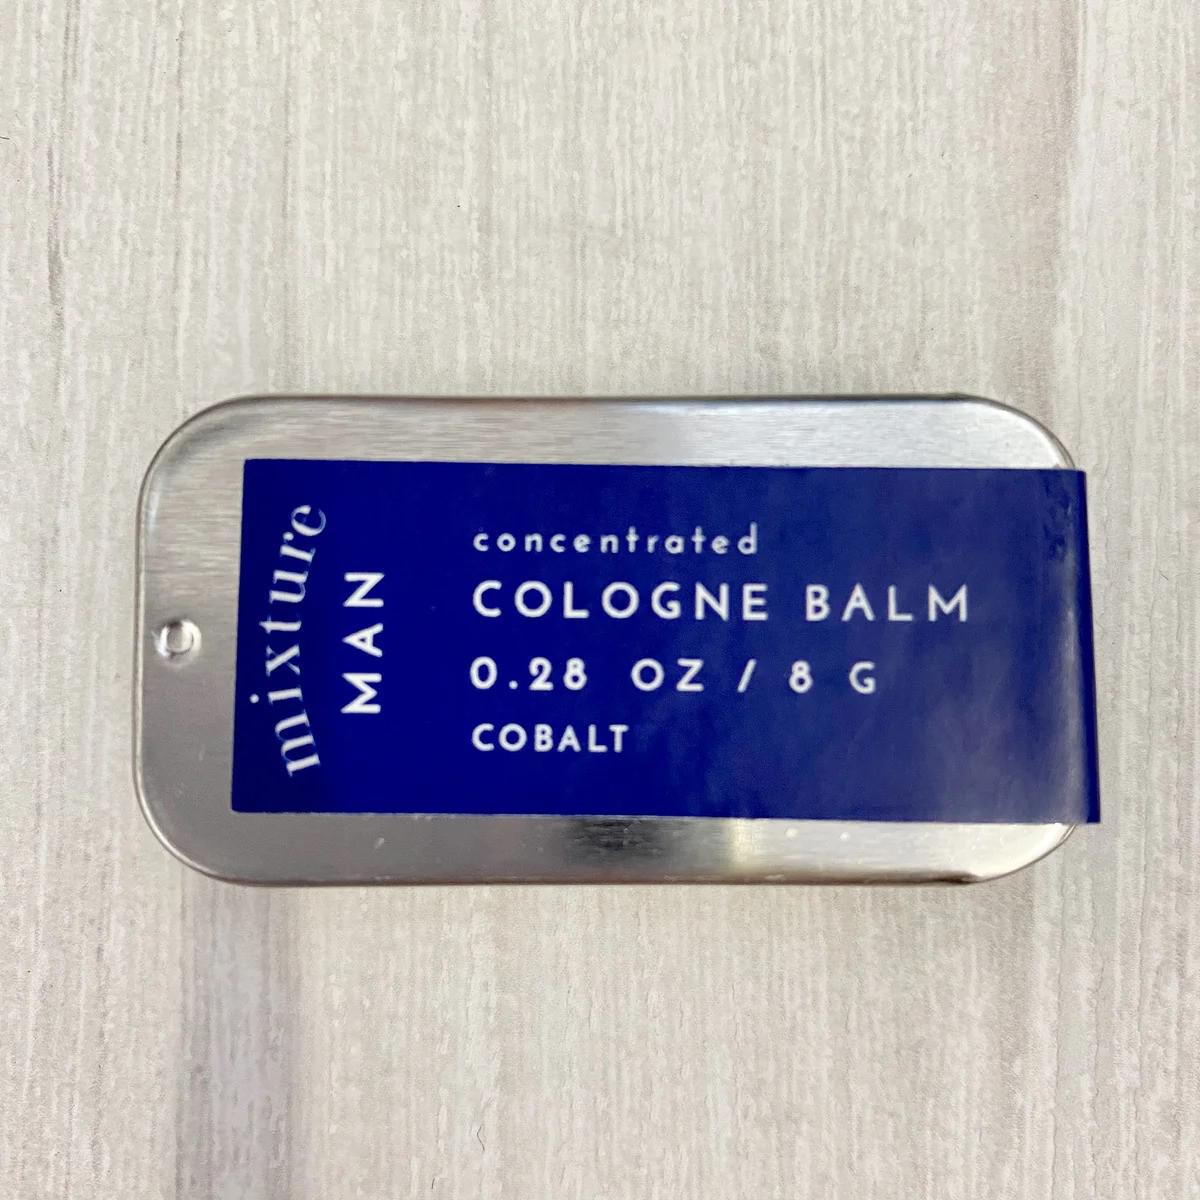 mixture
MAN
concentrated
COLOGNE BALM
0.28 OZ / 8 G
COBALT